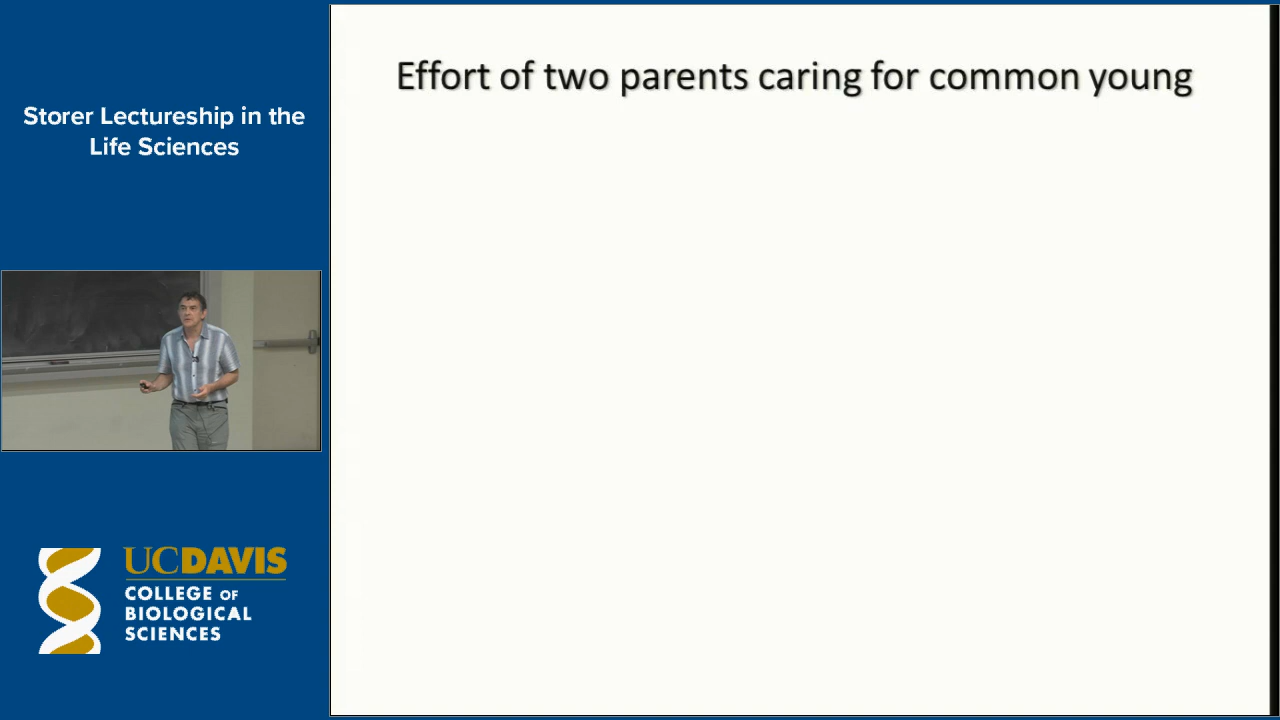 Storer Lectureship in the
Life Sciences
Effort of two parents caring for common young
UCDAVIS
COLLEGE OF
BIOLOGICAL
SCIENCES